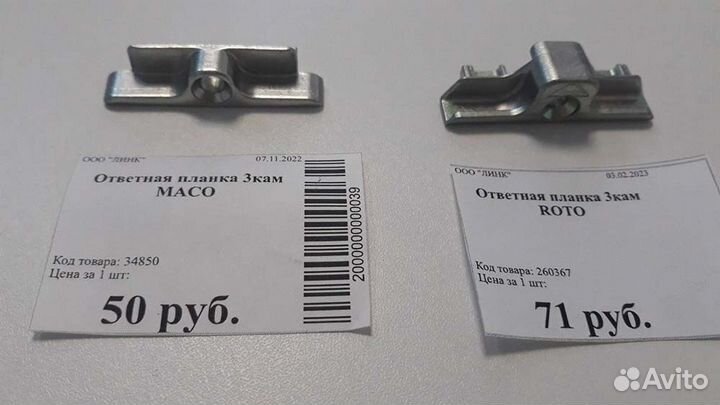 ООО "ЛИНК" 07.11.2022
Ответная планка 3кам
MACO
Код товара: 34850
Цена за 1 шт:
50 руб.
2000000000039
ООО "ЛИНК" 03.02.2023
Ответная планка 3кам
ROTO
Код товара: 260367
Цена за 1 шт:
71 руб.
Avito